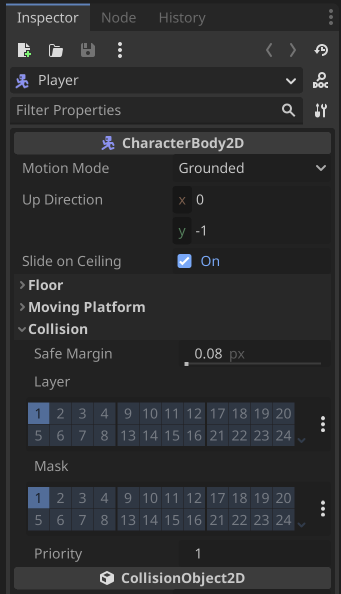 Inspector Node History
Player
Filter Properties
CharacterBody2D
Motion Mode Grounded
Up Direction x 0
y -1
Slide on Ceiling On
Floor
Moving Platform
Collision
Safe Margin 0.08 px
Layer
1 2 3 4 9 10 11 12 17 18 19 20
5 6 7 8 13 14 15 16 21 22 23 24
Mask
1 2 3 4 9 10 11 12 17 18 19 20
5 6 7 8 13 14 15 16 21 22 23 24
Priority 1
CollisionObject2D